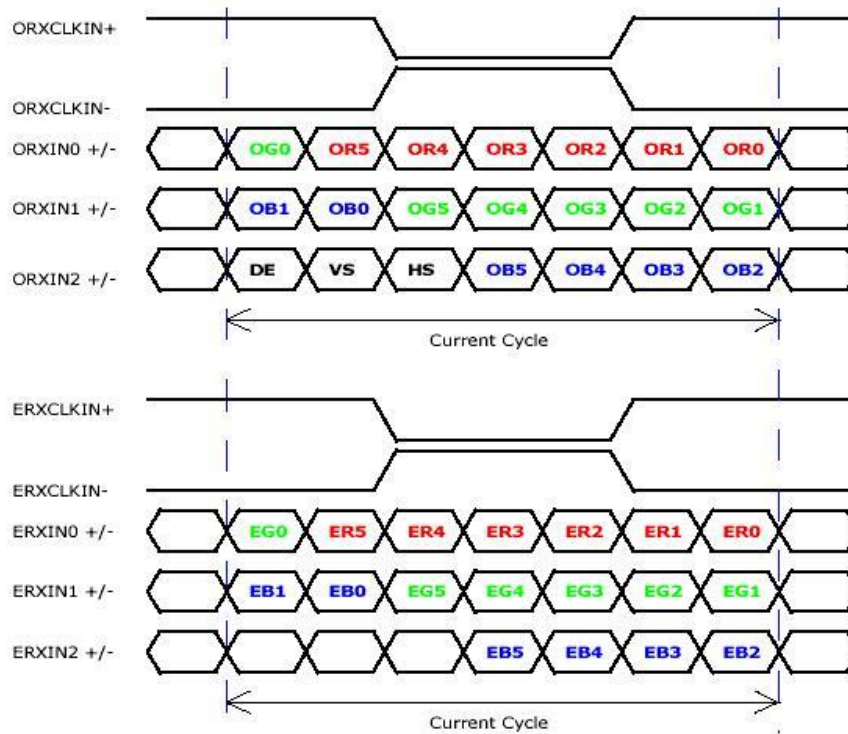 ORXCLKIN+
ORXCLKIN-
ORXIN0 +/- OG0 OR5 OR4 OR3 OR2 OR1 OR0
ORXIN1 +/- OB1 OB0 OG5 OG4 OG3 OG2 OG1
ORXIN2 +/- DE VS HS OB5 OB4 OB3 OB2
Current Cycle
ERXCLKIN+
ERXCLKIN-
ERXIN0 +/- EG0 ER5 ER4 ER3 ER2 ER1 ER0
ERXIN1 +/- EB1 EB0 EG5 EG4 EG3 EG2 EG1
ERXIN2 +/- EB5 EB4 EB3 EB2
Current Cycle